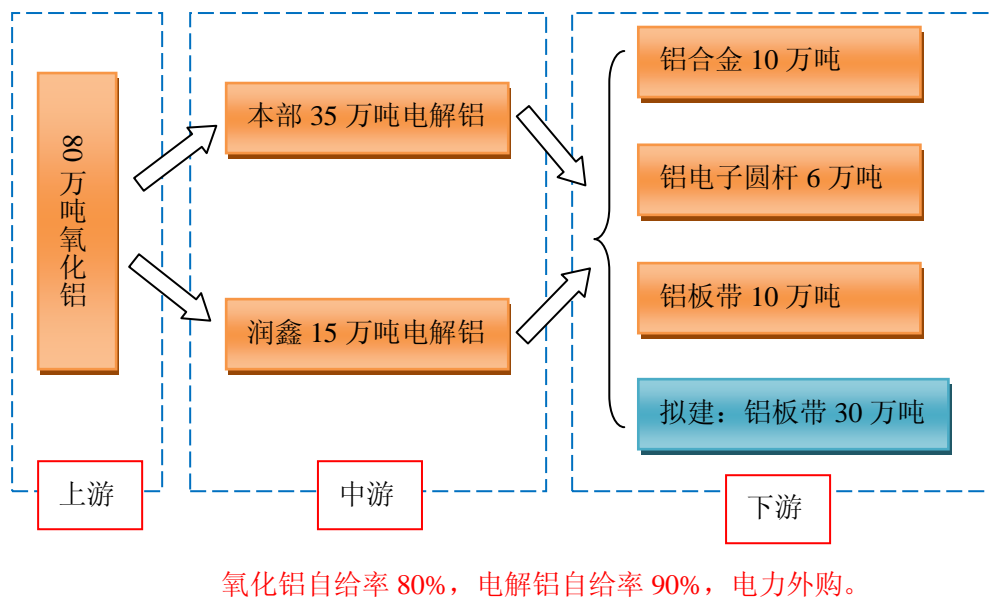 80万吨氧化铝
本部 35 万吨电解铝
润鑫 15 万吨电解铝
铝合金 10 万吨
铝电子圆杆 6 万吨
铝板带 10 万吨
拟建：铝板带 30 万吨
上游
中游
下游
氧化铝自给率 80%，电解铝自给率 90%，电力外购。